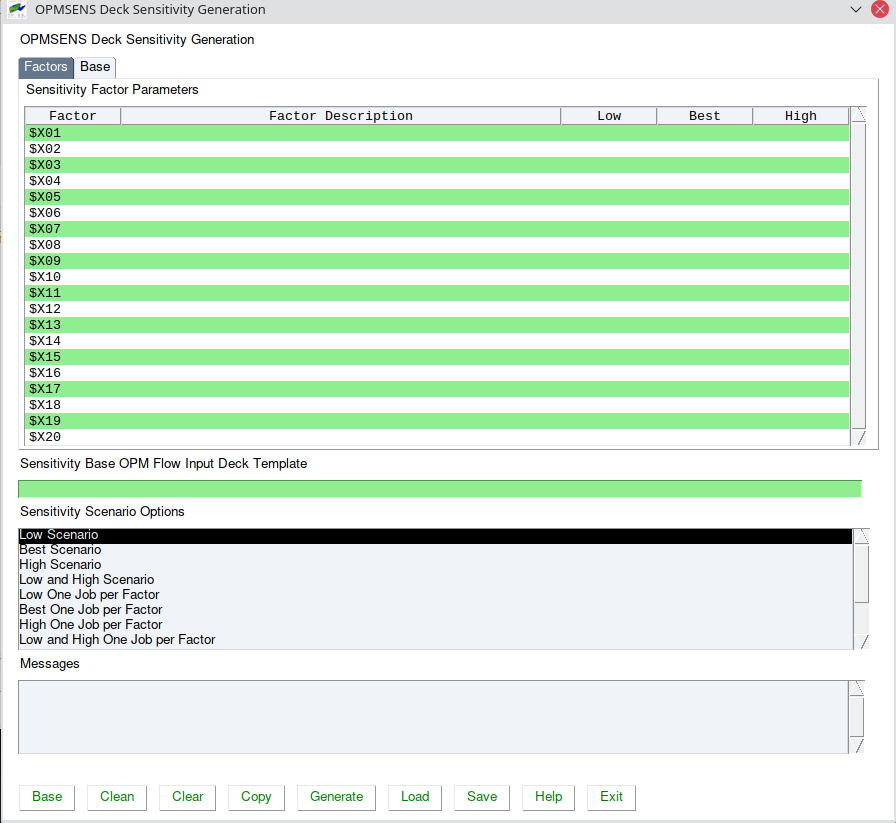 OPMSENS Deck Sensitivity Generation
OPMSENS Deck Sensitivity Generation
Factors Base
Sensitivity Factor Parameters
Factor Factor Description Low Best High
$X01
$X02
$X03
$X04
$X05
$X06
$X07
$X08
$X09
$X10
$X11
$X12
$X13
$X14
$X15
$X16
$X17
$X18
$X19
$X20
Sensitivity Base OPM Flow Input Deck Template
Sensitivity Scenario Options
Low Scenario
Best Scenario
High Scenario
Low and High Scenario
Low One Job per Factor
Best One Job per Factor
High One Job per Factor
Low and High One Job per Factor
Messages
Base Clean Clear Copy Generate Load Save Help Exit